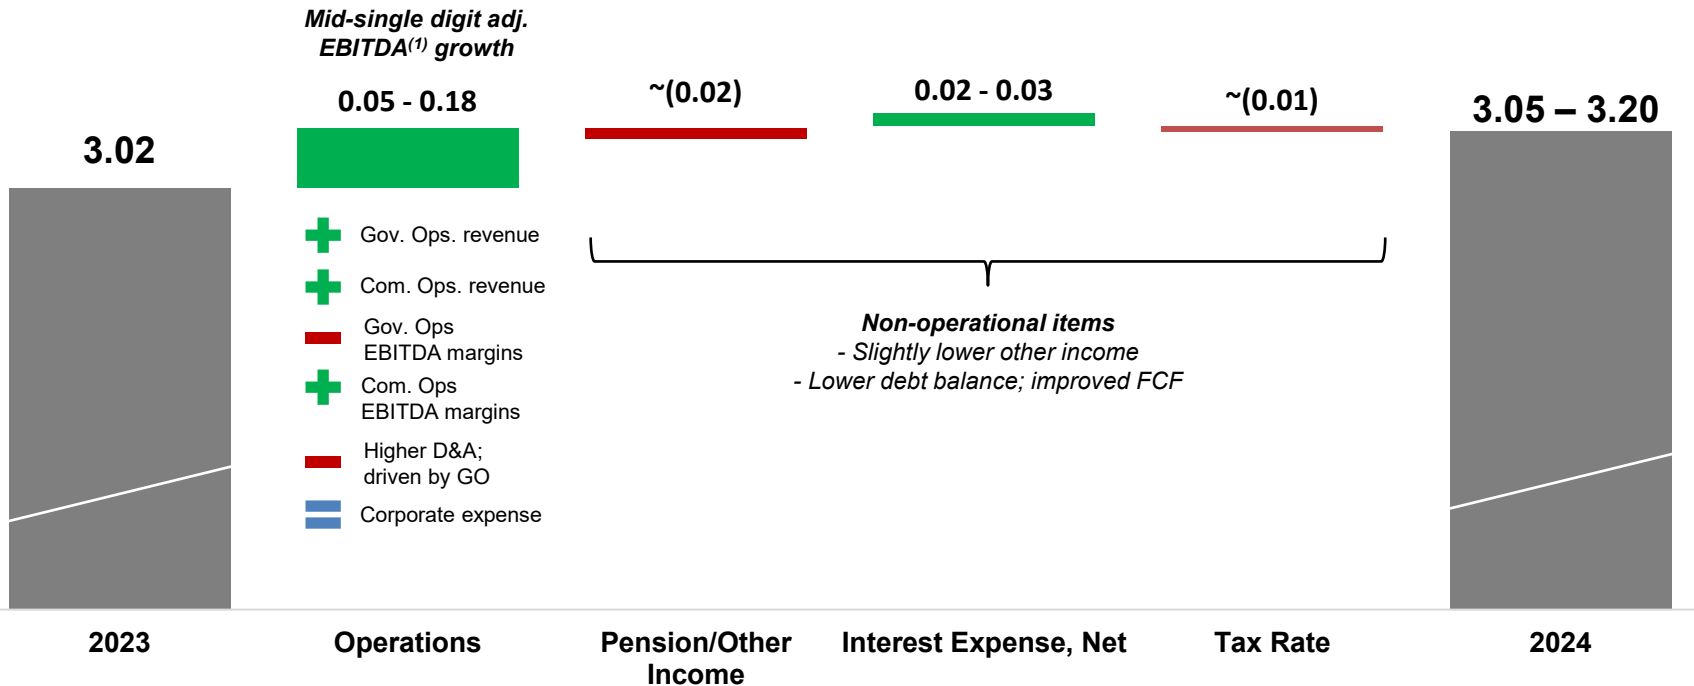 Mid-single digit adj.
EBITDA(1) growth
3.02
0.05 - 0.18
~(0.02)
0.02 - 0.03
~(0.01)
3.05 – 3.20
Gov. Ops. revenue
Com. Ops. revenue
Gov. Ops
EBITDA margins
Com. Ops
EBITDA margins
Higher D&A;
driven by GO
Corporate expense
Non-operational items
- Slightly lower other income
- Lower debt balance; improved FCF
2023
Operations
Pension/Other
Income
Interest Expense, Net
Tax Rate
2024